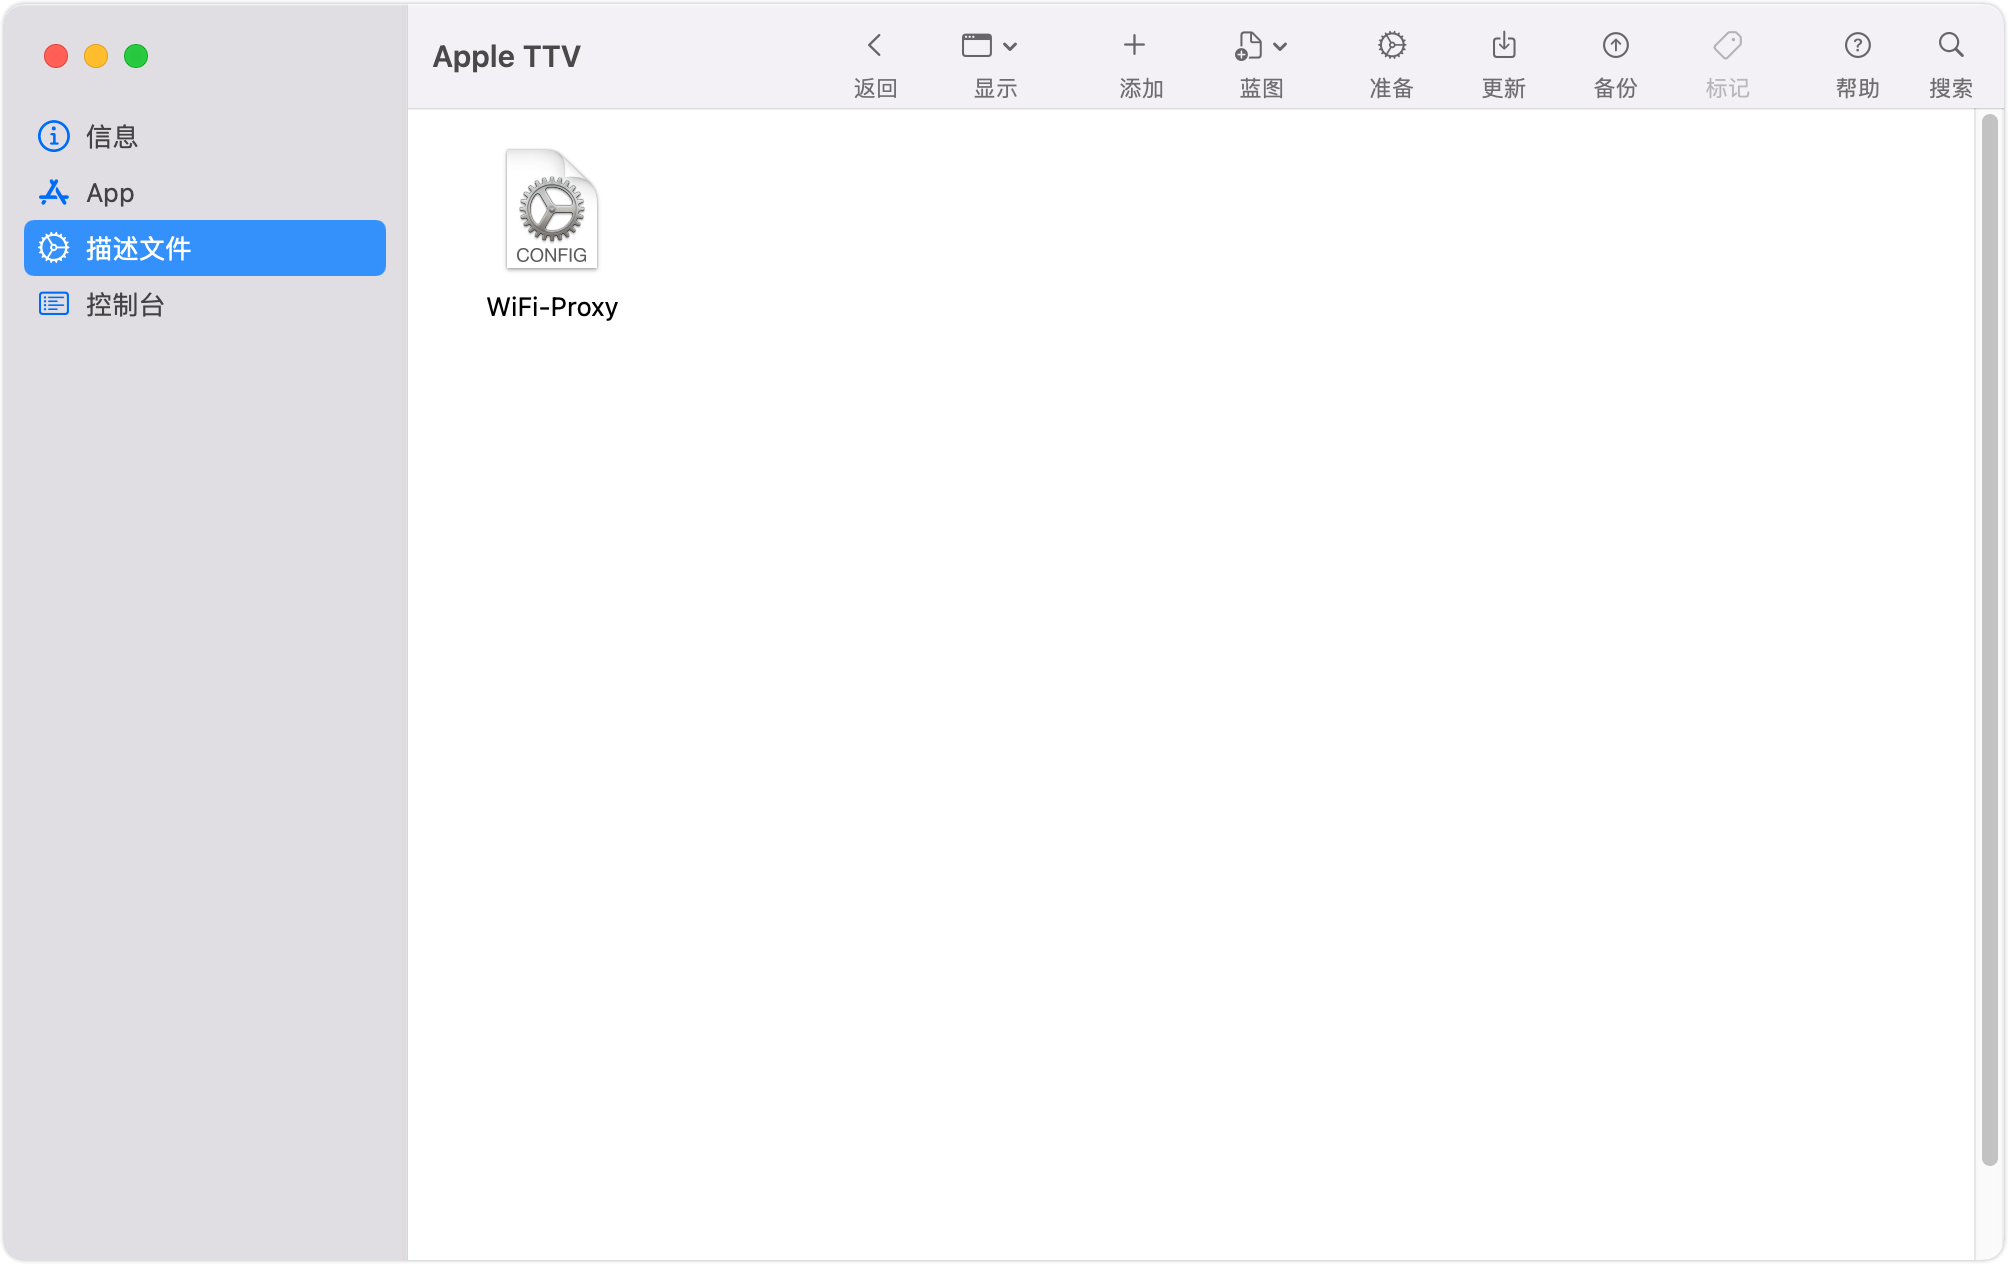 Apple TTV
返回
显示
添加
蓝图
准备
更新
备份
标记
帮助
搜索
信息
App
描述文件
控制台
CONFIG
WiFi-Proxy